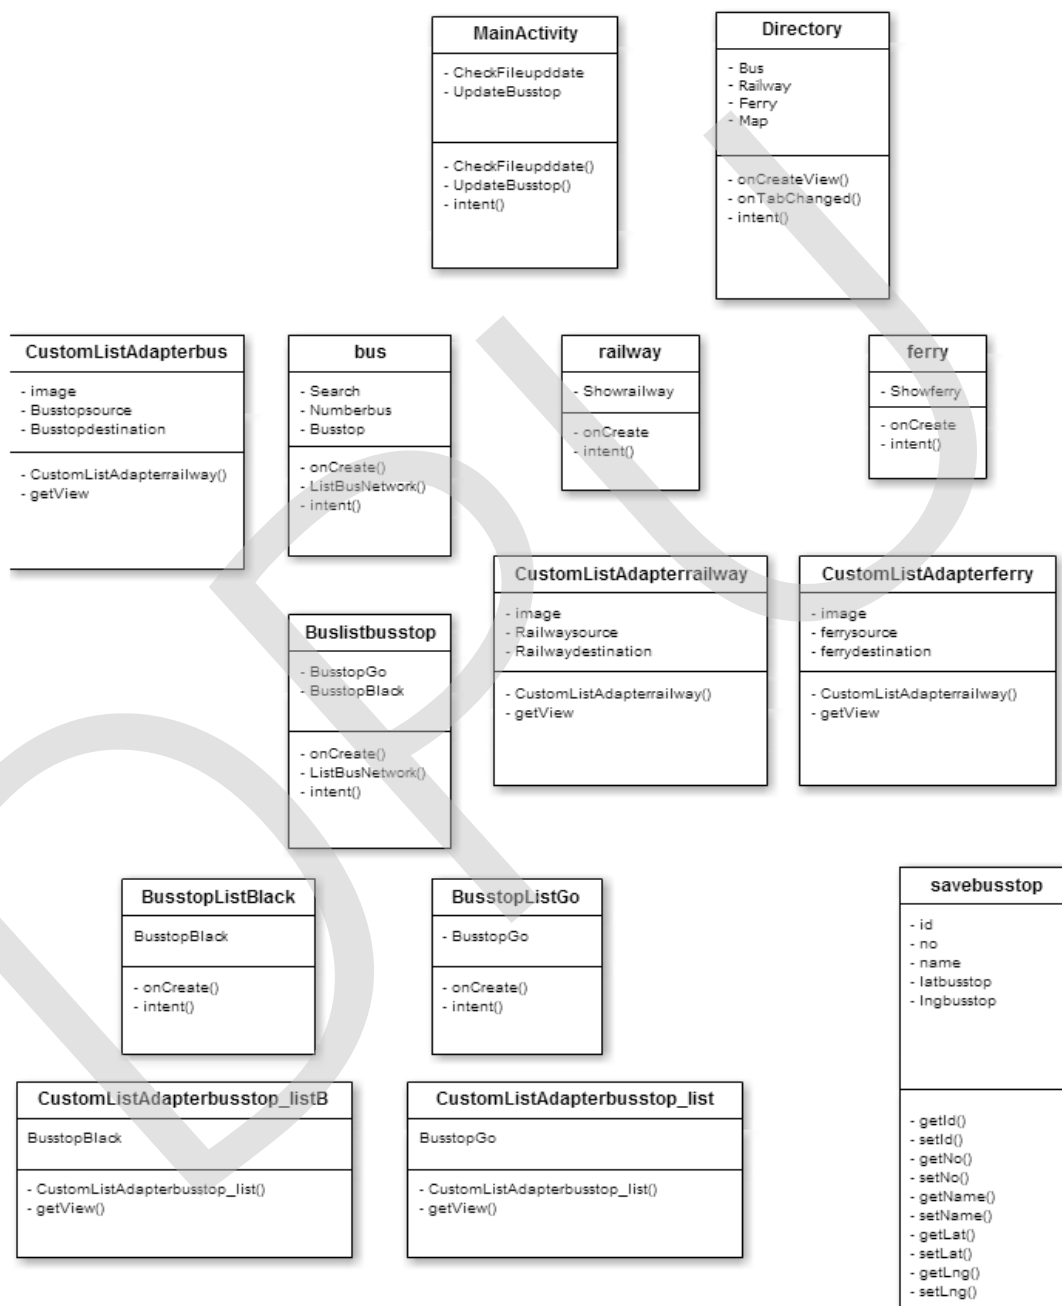 MainActivity
- CheckFileupddate
- UpdateBusstop
- CheckFileupddate()
- UpdateBusstop()
- intent()
Directory
- Bus
- Railway
- Ferry
- Map
- onCreateView()
- onTabChanged()
- intent()
CustomListAdapterbus
- image
- Busstopsource
- Busstopdestination
- CustomListAdapterrailway()
- getView
bus
- Search
- Numberbus
- Busstop
- onCreate()
- ListBusNetwork()
- intent()
railway
- Showrailway
- onCreate
- intent()
ferry
- Showferry
- onCreate
- intent()
CustomListAdapterrailway
- image
- Railwaysource
- Railwaydestination
- CustomListAdapterrailway()
- getView
CustomListAdapterferry
- image
- ferrysource
- ferrydestination
- CustomListAdapterrailway()
- getView
Buslistbusstop
- BusstopGo
- BusstopBlack
- onCreate()
- ListBusNetwork()
- intent()
BusstopListBlack
BusstopBlack
- onCreate()
- intent()
BusstopListGo
- BusstopGo
- onCreate()
- intent()
savebusstop
- id
- no
- name
- latbusstop
- lngbusstop
- getId()
- setId()
- getNo()
- setNo()
- getName()
- setName()
- getLat()
- setLat()
- getLng()
- setLng()
CustomListAdapterbusstop_listB
BusstopBlack
- CustomListAdapterbusstop_list()
- getView()
CustomListAdapterbusstop_list
BusstopGo
- CustomListAdapterbusstop_list()
- getView()
DPU